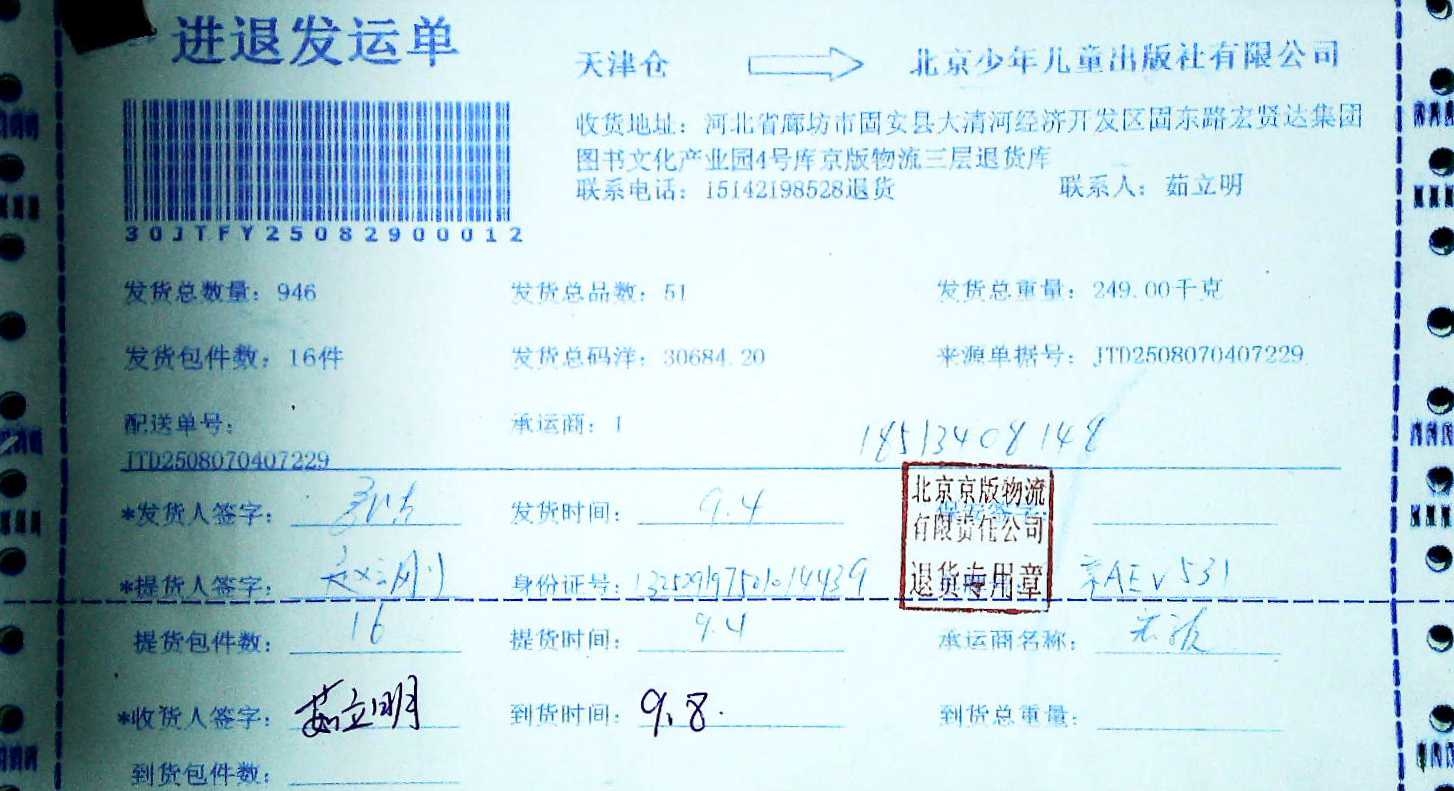 进退发运单
天津仓 北京少年儿童出版社有限公司
收货地址：河北省廊坊市固安县大清河经济开发区固东路宏贤达集团
图书文化产业园4号库京版物流三层退货库
联系电话：15142198528退货 联系人：茹立明
30JTFY25082900012
发货总数量：946 发货总品数：51 发货总重量：249.00千克
发货包件数：16件 发货总码洋：30684.20 来源单据号：JTD2508070407229
配送单号： 承运商：1
JTD2508070407229
18513408148
*发货人签字： 发货时间：9.4
北京京版物流
有限责任公司
退货专用章
*提货人签字： 身份证号：132529197501014439 京AEV531
提货包件数：16 提货时间：9.4 承运商名称：
*收货人签字：茹立明 到货时间：9.8. 到货总重量：
到货包件数：